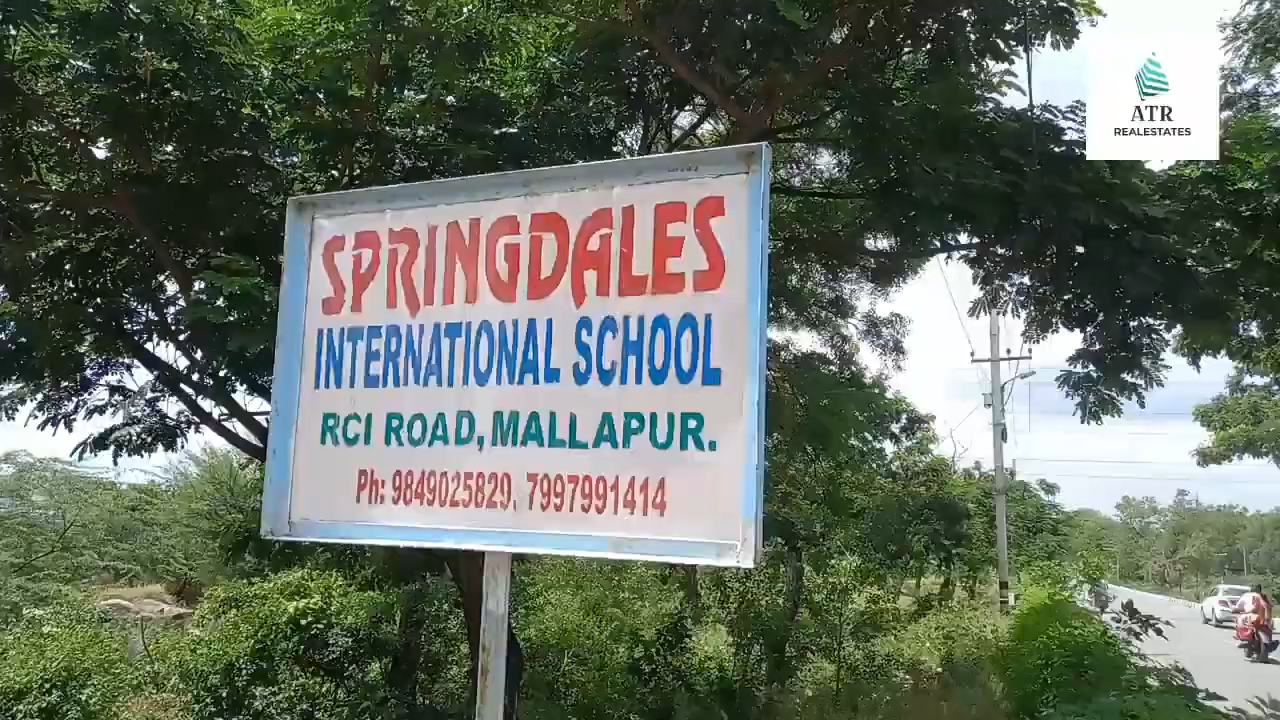 ATR
REALESTATES
SPRINGDALES
INTERNATIONAL SCHOOL
RCI ROAD, MALLAPUR.
Ph: 9849025829, 7997991414